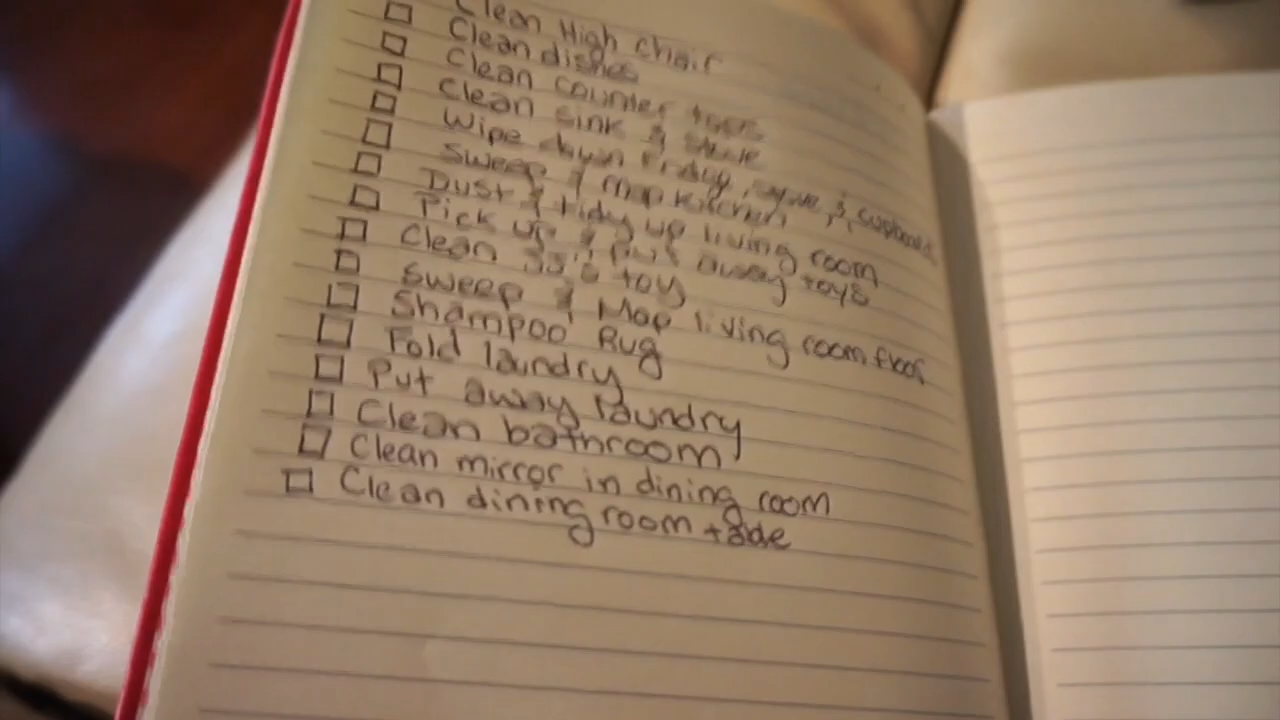 Clean High chair
Clean dishes
Clean counter tops
Clean sink & stove
Wipe down Fridge, & cupboards
Sweep & Mop Kitchen
Dust & tidy up living room
Pick up & Put away toys
Clean toy
Sweep & Mop living room floor
Shampoo Rug
Fold laundry
Put away laundry
Clean bathroom
Clean mirror in dining room
Clean dining room table